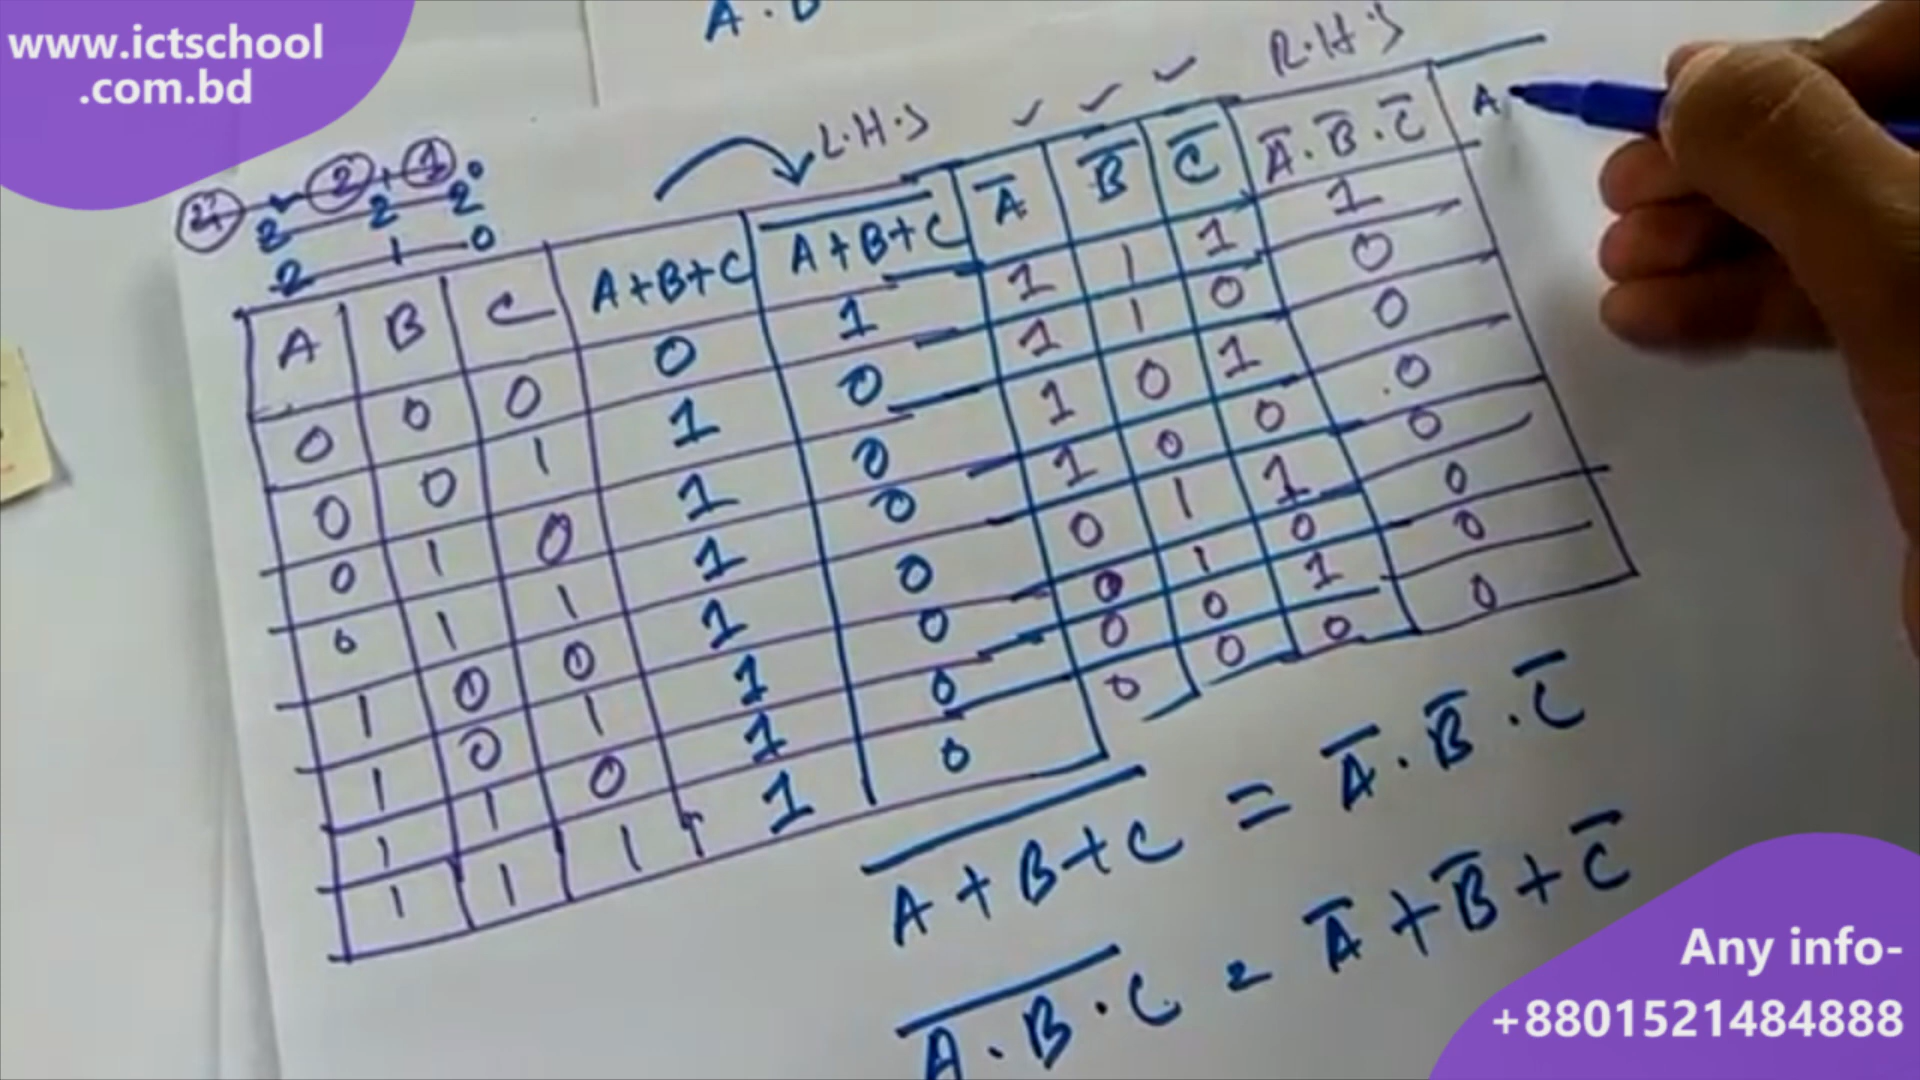 www.ictschool
.com.bd
L.H.S
R.H.S
A B C A+B+C A̅+̅B̅+̅C̅ A̅ B̅ C̅ A̅.B̅.C̅ A
0 0 0 0 1 1 1 1 1
0 0 1 1 0 1 1 0 0
0 1 0 1 0 1 0 1 0
0 1 1 1 0 1 0 0 0
1 0 0 1 0 0 1 1 0
1 0 1 1 0 0 1 0 0
1 1 0 1 0 0 0 1 0
1 1 1 1 0 0 0 0 0
A̅+̅B̅+̅C̅ = A̅.B̅.C̅
A̅.̅B̅.̅C̅ = A̅+B̅+C̅
Any info-
+8801521484888